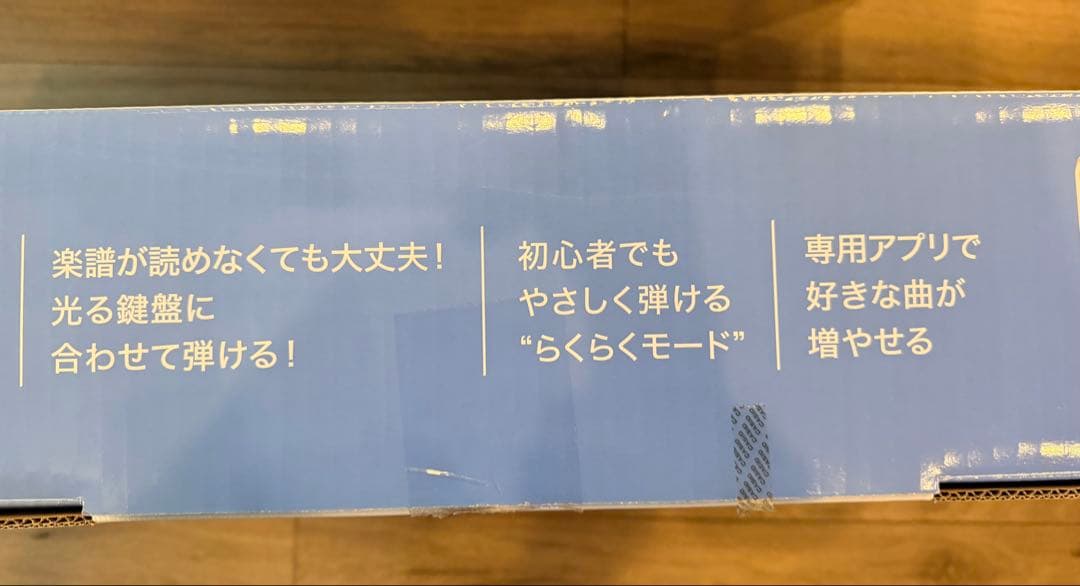 楽譜が読めなくても大丈夫！
光る鍵盤に
合わせて弾ける！
初心者でも
やさしく弾ける
“らくらくモード”
専用アプリで
好きな曲が
増やせる